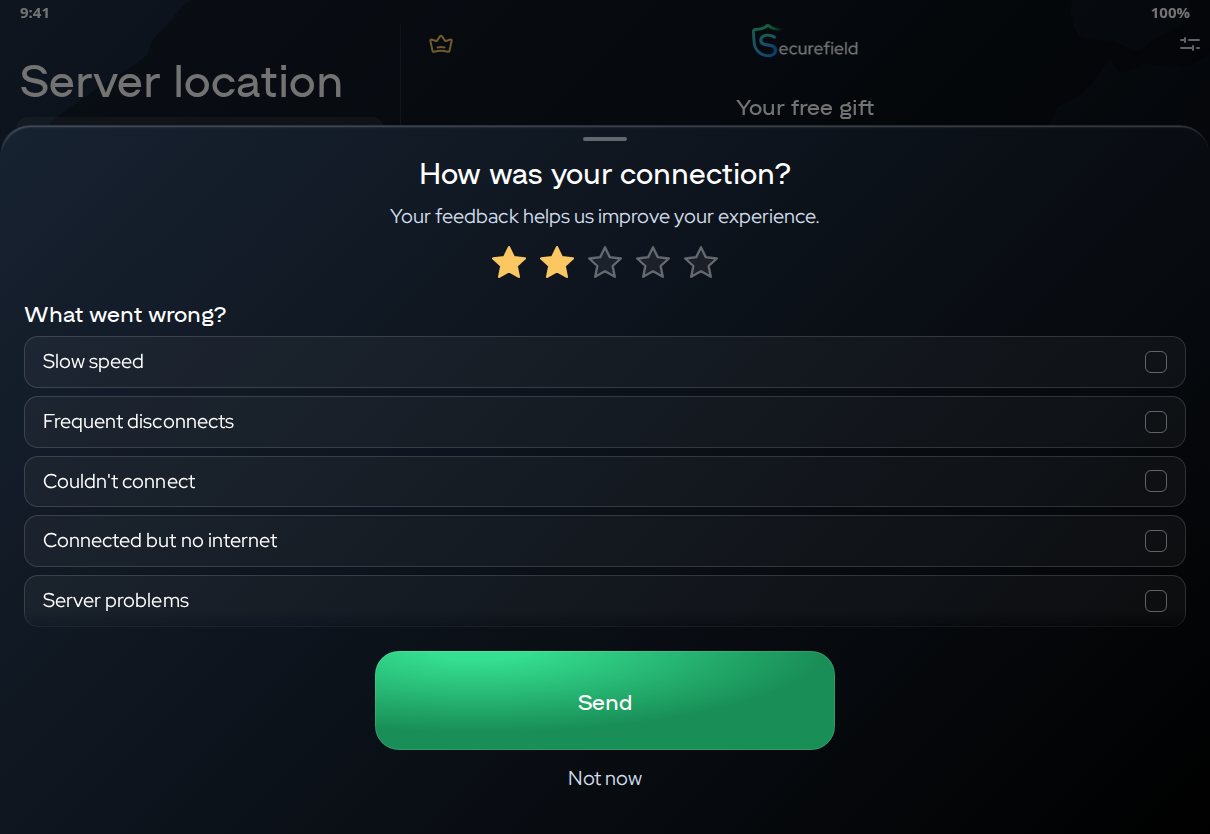 9:41
100%
Securefield
Server location
Your free gift
How was your connection?
Your feedback helps us improve your experience.
What went wrong?
Slow speed
Frequent disconnects
Couldn't connect
Connected but no internet
Server problems
Send
Not now